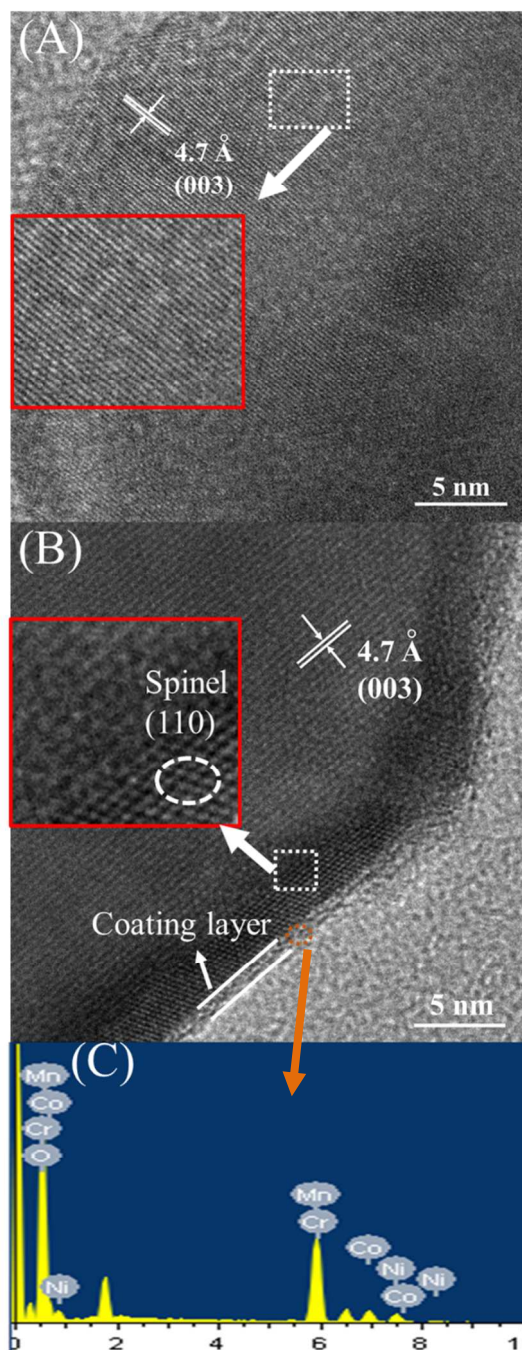 (A)
4.7 Å
(003)
5 nm
(B)
4.7 Å
(003)
Spinel
(110)
Coating layer
5 nm
(C)
Mn
Co
Cr
O
Ni
Mn
Cr
Co
Ni
Ni
Co
0 2 4 6 8 1